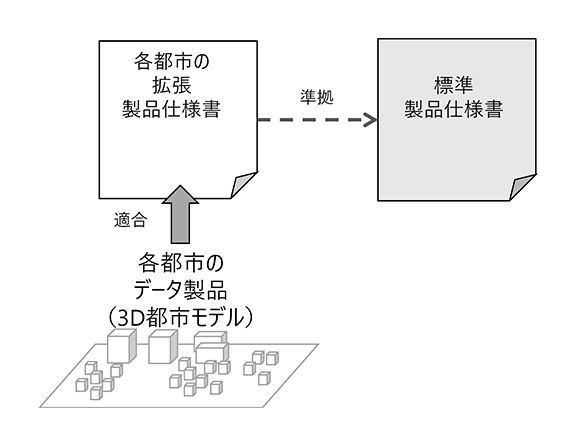 各都市の
拡張
製品仕様書
準拠
標準
製品仕様書
適合
各都市の
データ製品
（3D都市モデル）